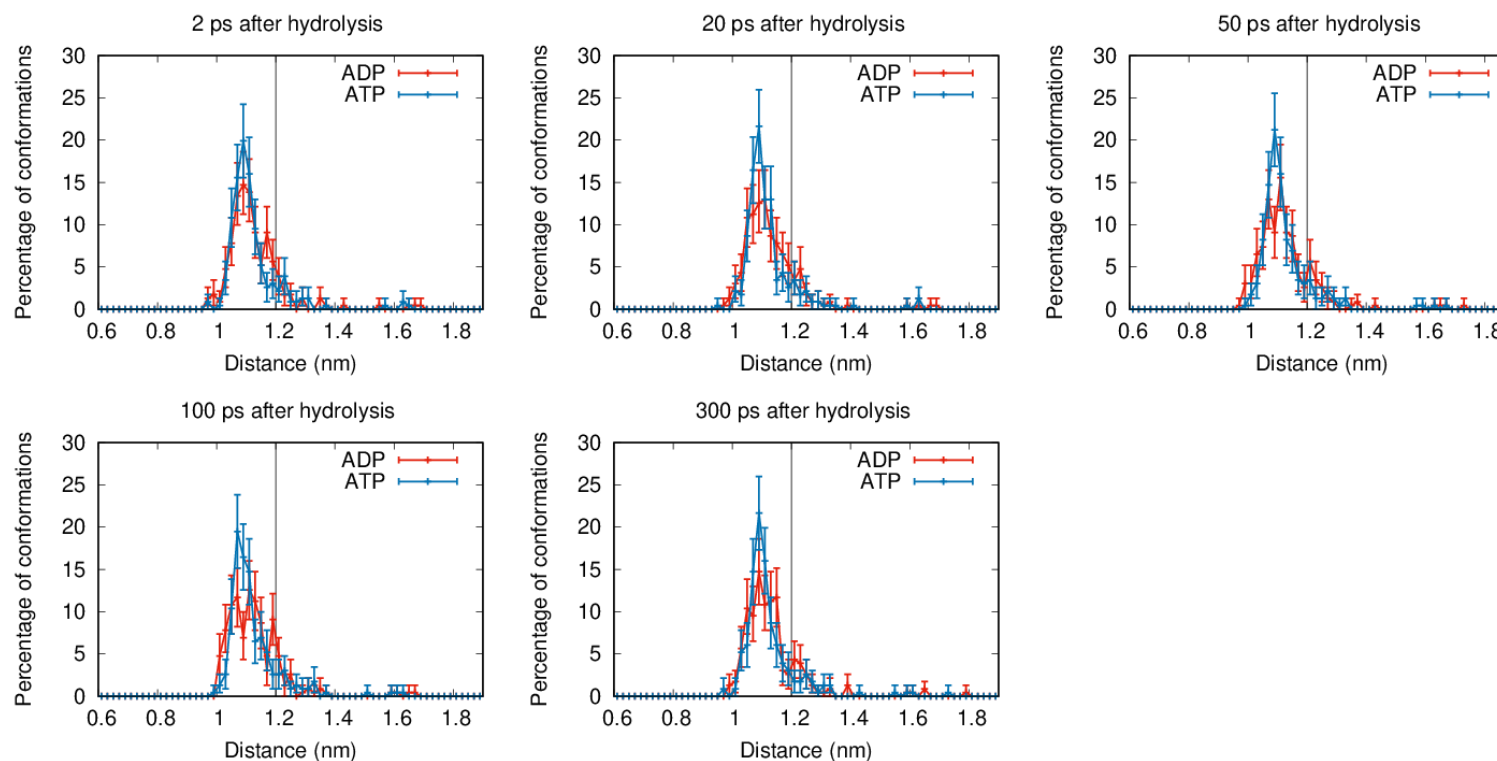 2 ps after hydrolysis
Percentage of conformations
30
25
20
15
10
5
0
ADP
ATP
0.6 0.8 1 1.2 1.4 1.6 1.8
Distance (nm)
20 ps after hydrolysis
Percentage of conformations
30
25
20
15
10
5
0
ADP
ATP
0.6 0.8 1 1.2 1.4 1.6 1.8
Distance (nm)
50 ps after hydrolysis
Percentage of conformations
30
25
20
15
10
5
0
ADP
ATP
0.6 0.8 1 1.2 1.4 1.6 1.8
Distance (nm)
100 ps after hydrolysis
Percentage of conformations
30
25
20
15
10
5
0
ADP
ATP
0.6 0.8 1 1.2 1.4 1.6 1.8
Distance (nm)
300 ps after hydrolysis
Percentage of conformations
30
25
20
15
10
5
0
ADP
ATP
0.6 0.8 1 1.2 1.4 1.6 1.8
Distance (nm)